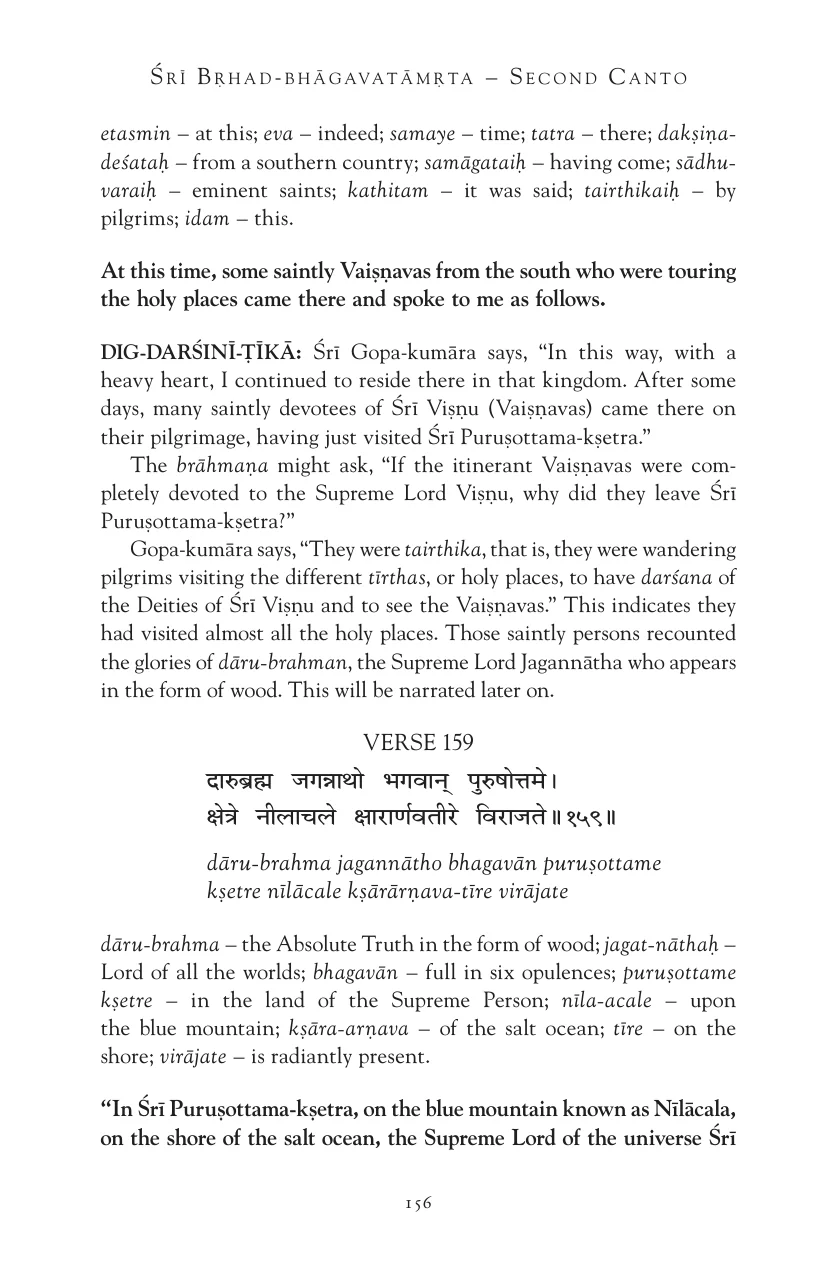 ŚRĪ BṚHAD-BHĀGAVATĀMṚTA – SECOND CANTO
etasmin – at this; eva – indeed; samaye – time; tatra – there; dakṣiṇa-
deśataḥ – from a southern country; samāgataiḥ – having come; sādhu-
varaiḥ – eminent saints; kathitam – it was said; tairthikaiḥ – by
pilgrims; idam – this.
At this time, some saintly Vaiṣṇavas from the south who were touring
the holy places came there and spoke to me as follows.
DIG-DARŚINĪ-ṬĪKĀ: Śrī Gopa-kumāra says, “In this way, with a
heavy heart, I continued to reside there in that kingdom. After some
days, many saintly devotees of Śrī Viṣṇu (Vaiṣṇavas) came there on
their pilgrimage, having just visited Śrī Puruṣottama-kṣetra.”
The brāhmaṇa might ask, “If the itinerant Vaiṣṇavas were com-
pletely devoted to the Supreme Lord Viṣṇu, why did they leave Śrī
Puruṣottama-kṣetra?”
Gopa-kumāra says, “They were tairthika, that is, they were wandering
pilgrims visiting the different tīrthas, or holy places, to have darśana of
the Deities of Śrī Viṣṇu and to see the Vaiṣṇavas.” This indicates they
had visited almost all the holy places. Those saintly persons recounted
the glories of dāru-brahman, the Supreme Lord Jagannātha who appears
in the form of wood. This will be narrated later on.
VERSE 159
दारुब्रह्म जगन्नाथो भगवान् पुरुषोत्तमे।
क्षेत्रे नीलाचले क्षारार्णवतीरे विराजते॥१५९॥
dāru-brahma jagannātho bhagavān puruṣottame
kṣetre nīlācale kṣārārṇava-tīre virājate
dāru-brahma – the Absolute Truth in the form of wood; jagat-nāthaḥ –
Lord of all the worlds; bhagavān – full in six opulences; puruṣottame
kṣetre – in the land of the Supreme Person; nīla-acale – upon
the blue mountain; kṣāra-arṇava – of the salt ocean; tīre – on the
shore; virājate – is radiantly present.
“In Śrī Puruṣottama-kṣetra, on the blue mountain known as Nīlācala,
on the shore of the salt ocean, the Supreme Lord of the universe Śrī
156